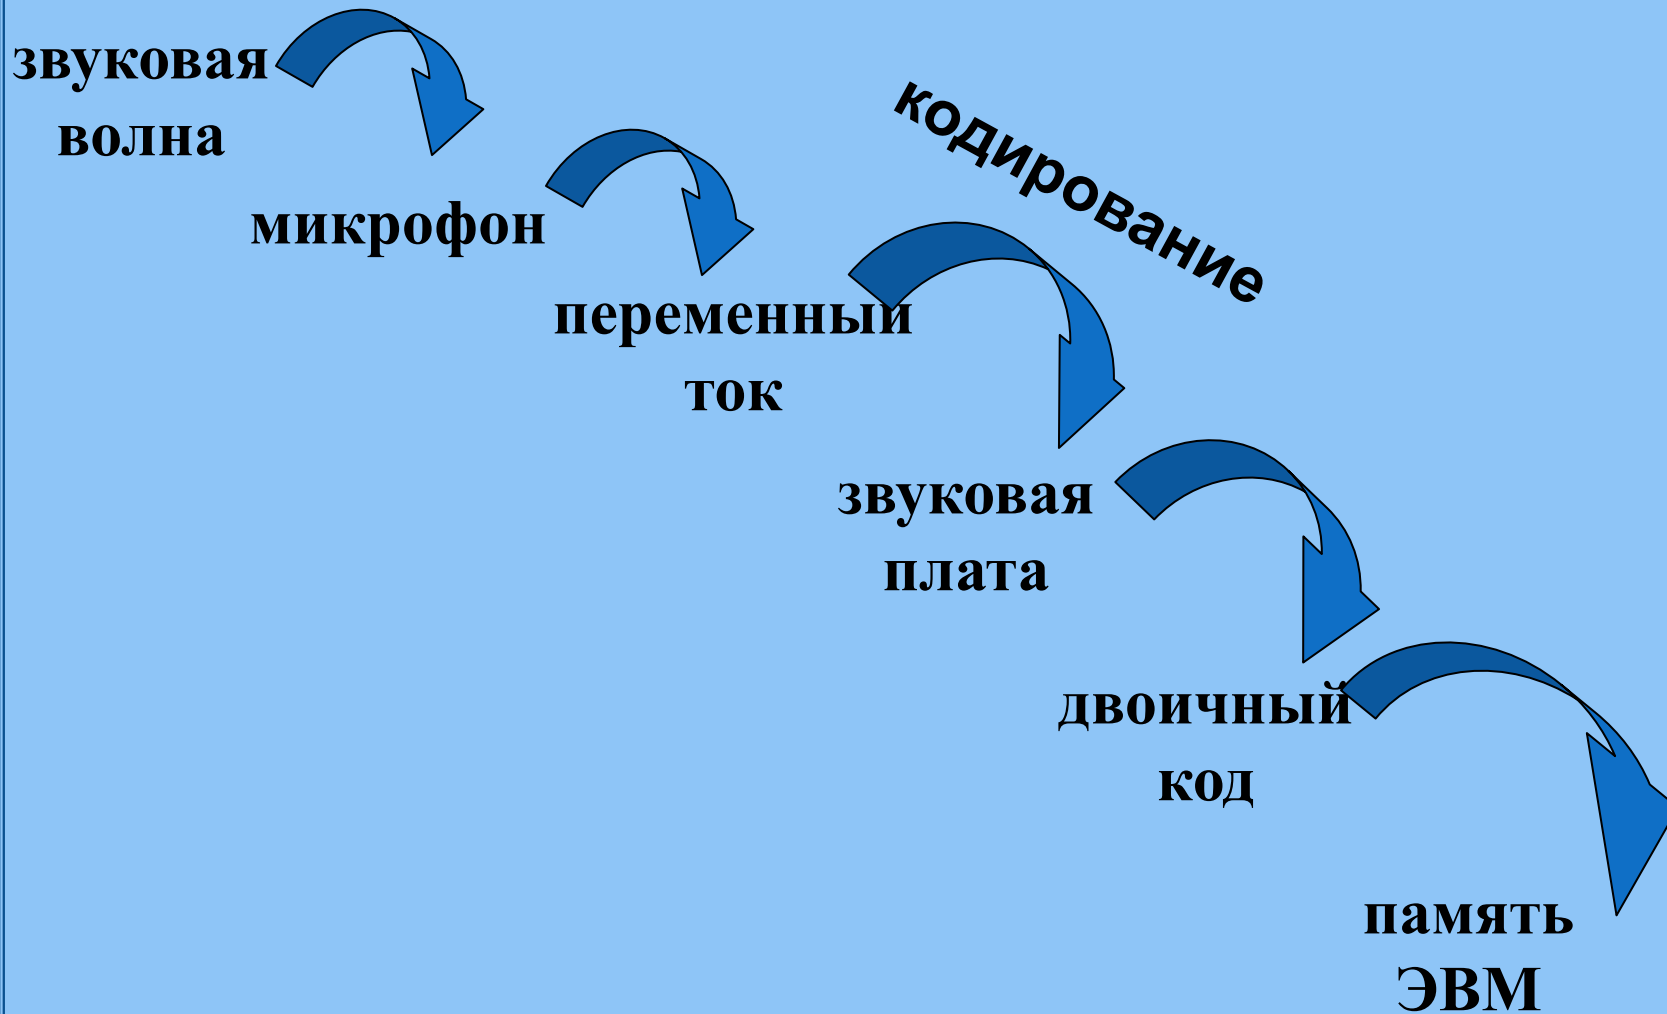 звуковая
волна
микрофон
переменный
ток
кодирование
звуковая
плата
двоичный
код
память
ЭВМ